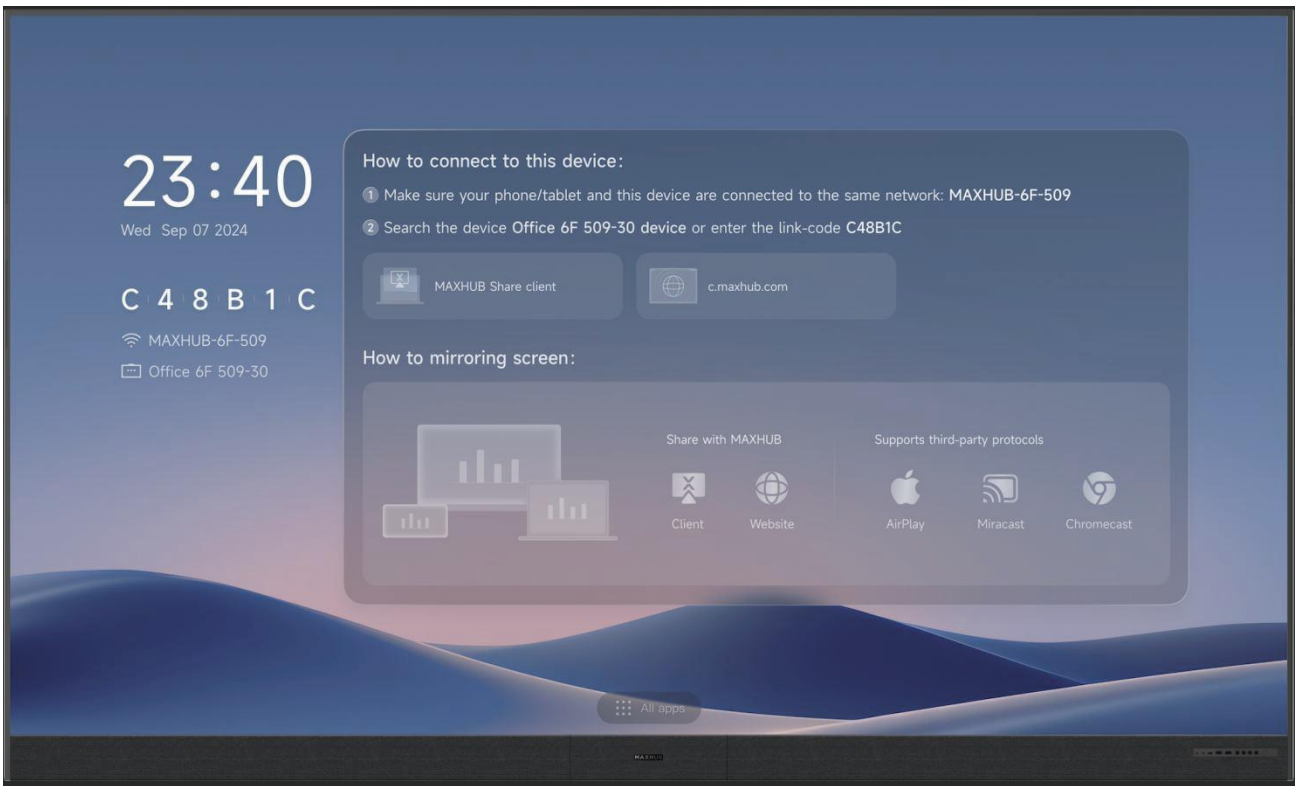 23:40
Wed Sep 07 2024
C 4 8 B 1 C
MAXHUB-6F-509
Office 6F 509-30
How to connect to this device:
1 Make sure your phone/tablet and this device are connected to the same network: MAXHUB-6F-509
2 Search the device Office 6F 509-30 device or enter the link-code C48B1C
MAXHUB Share client
c.maxhub.com
How to mirroring screen:
Share with MAXHUB
Client
Website
Supports third-party protocols
AirPlay
Miracast
Chromecast
All apps
MAXHUB